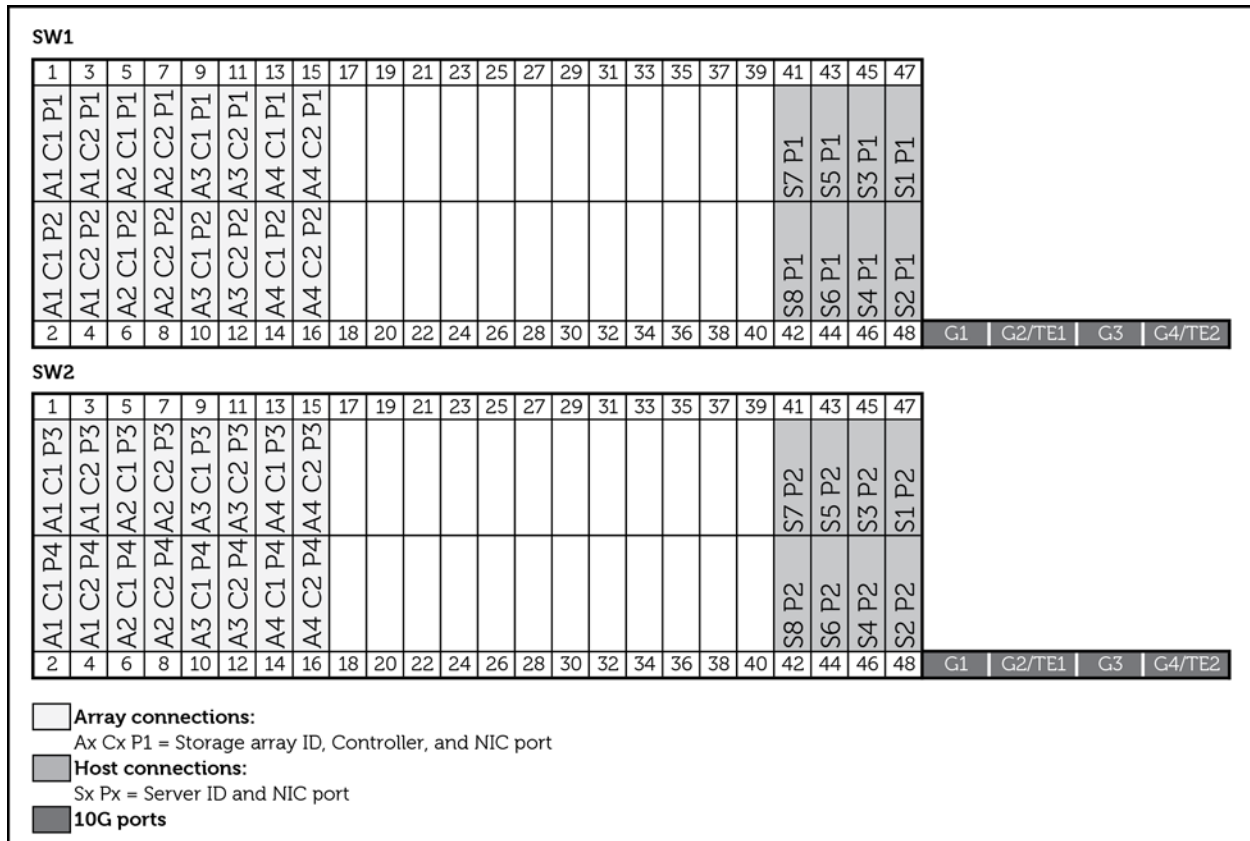 SW1
1 3 5 7 9 11 13 15 17 19 21 23 25 27 29 31 33 35 37 39 41 43 45 47
A1 C1 P1 A1 C2 P1 A2 C1 P1 A2 C2 P1 A3 C1 P1 A3 C2 P1 A4 C1 P1 A4 C2 P1 S7 P1 S5 P1 S3 P1 S1 P1
A1 C1 P2 A1 C2 P2 A2 C1 P2 A2 C2 P2 A3 C1 P2 A3 C2 P2 A4 C1 P2 A4 C2 P2 S8 P1 S6 P1 S4 P1 S2 P1
2 4 6 8 10 12 14 16 18 20 22 24 26 28 30 32 34 36 38 40 42 44 46 48 G1 G2/TE1 G3 G4/TE2
SW2
1 3 5 7 9 11 13 15 17 19 21 23 25 27 29 31 33 35 37 39 41 43 45 47
A1 C1 P3 A1 C2 P3 A2 C1 P3 A2 C2 P3 A3 C1 P3 A3 C2 P3 A4 C1 P3 A4 C2 P3 S7 P2 S5 P2 S3 P2 S1 P2
A1 C1 P4 A1 C2 P4 A2 C1 P4 A2 C2 P4 A3 C1 P4 A3 C2 P4 A4 C1 P4 A4 C2 P4 S8 P2 S6 P2 S4 P2 S2 P2
2 4 6 8 10 12 14 16 18 20 22 24 26 28 30 32 34 36 38 40 42 44 46 48 G1 G2/TE1 G3 G4/TE2
Array connections:
Ax Cx P1 = Storage array ID, Controller, and NIC port
Host connections:
Sx Px = Server ID and NIC port
10G ports